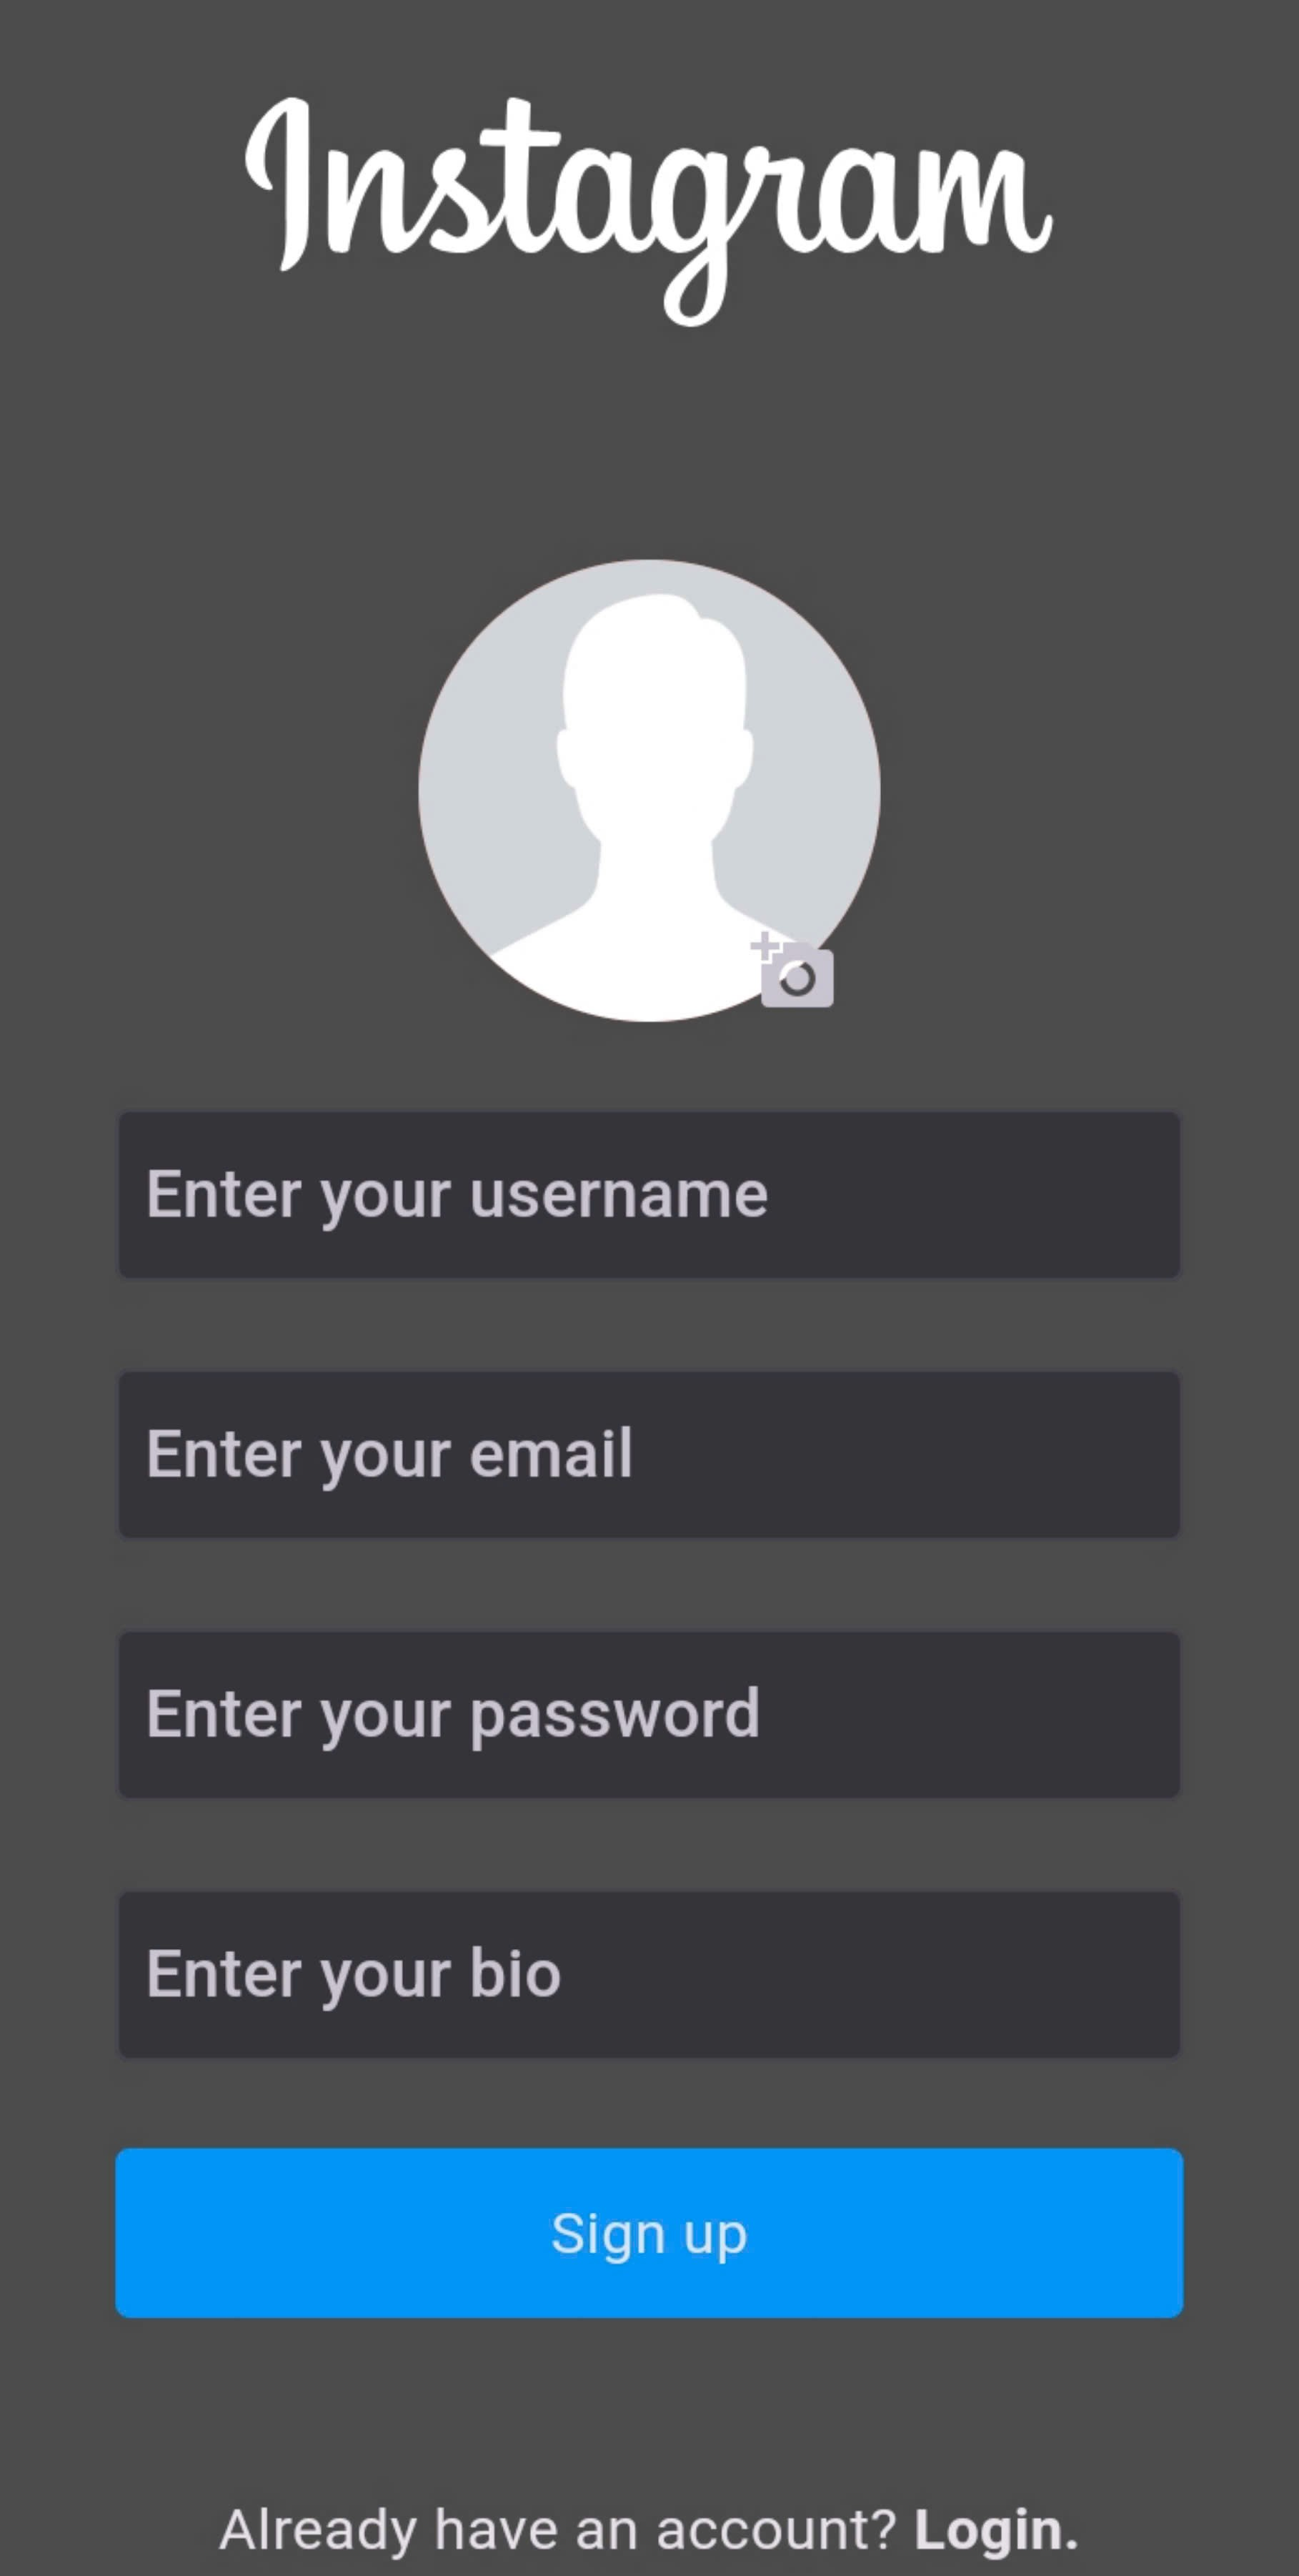 Instagram
Enter your username
Enter your email
Enter your password
Enter your bio
Sign up
Already have an account? Login.